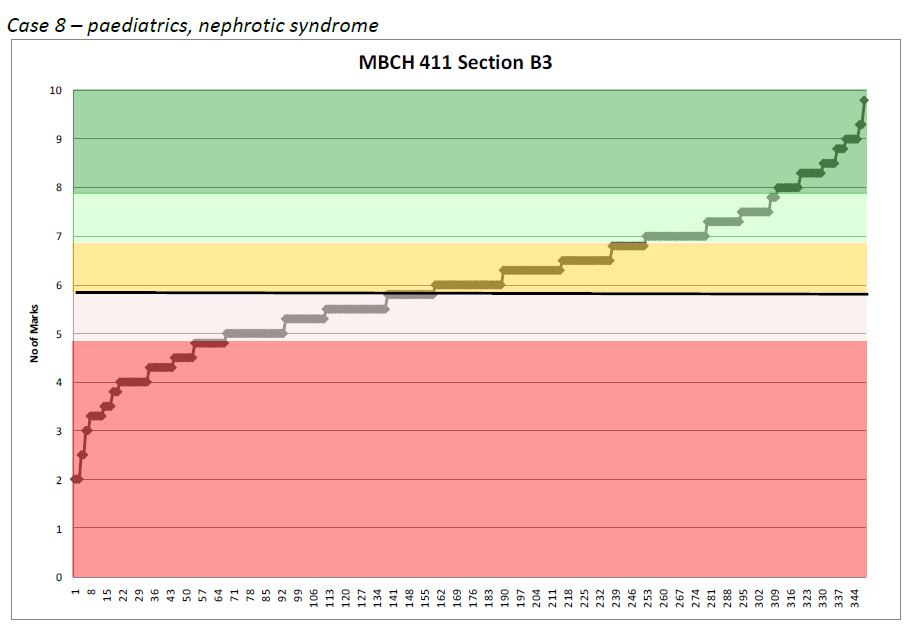 Case 8 – paediatrics, nephrotic syndrome
MBCH 411 Section B3
10
9
8
7
6
5
4
3
2
1
0
No of Marks
1 8 15 22 29 36 43 50 57 64 71 78 85 92 99 106 113 120 127 134 141 148 155 162 169 176 183 190 197 204 211 218 225 232 239 246 253 260 267 274 281 288 295 302 309 316 323 330 337 344